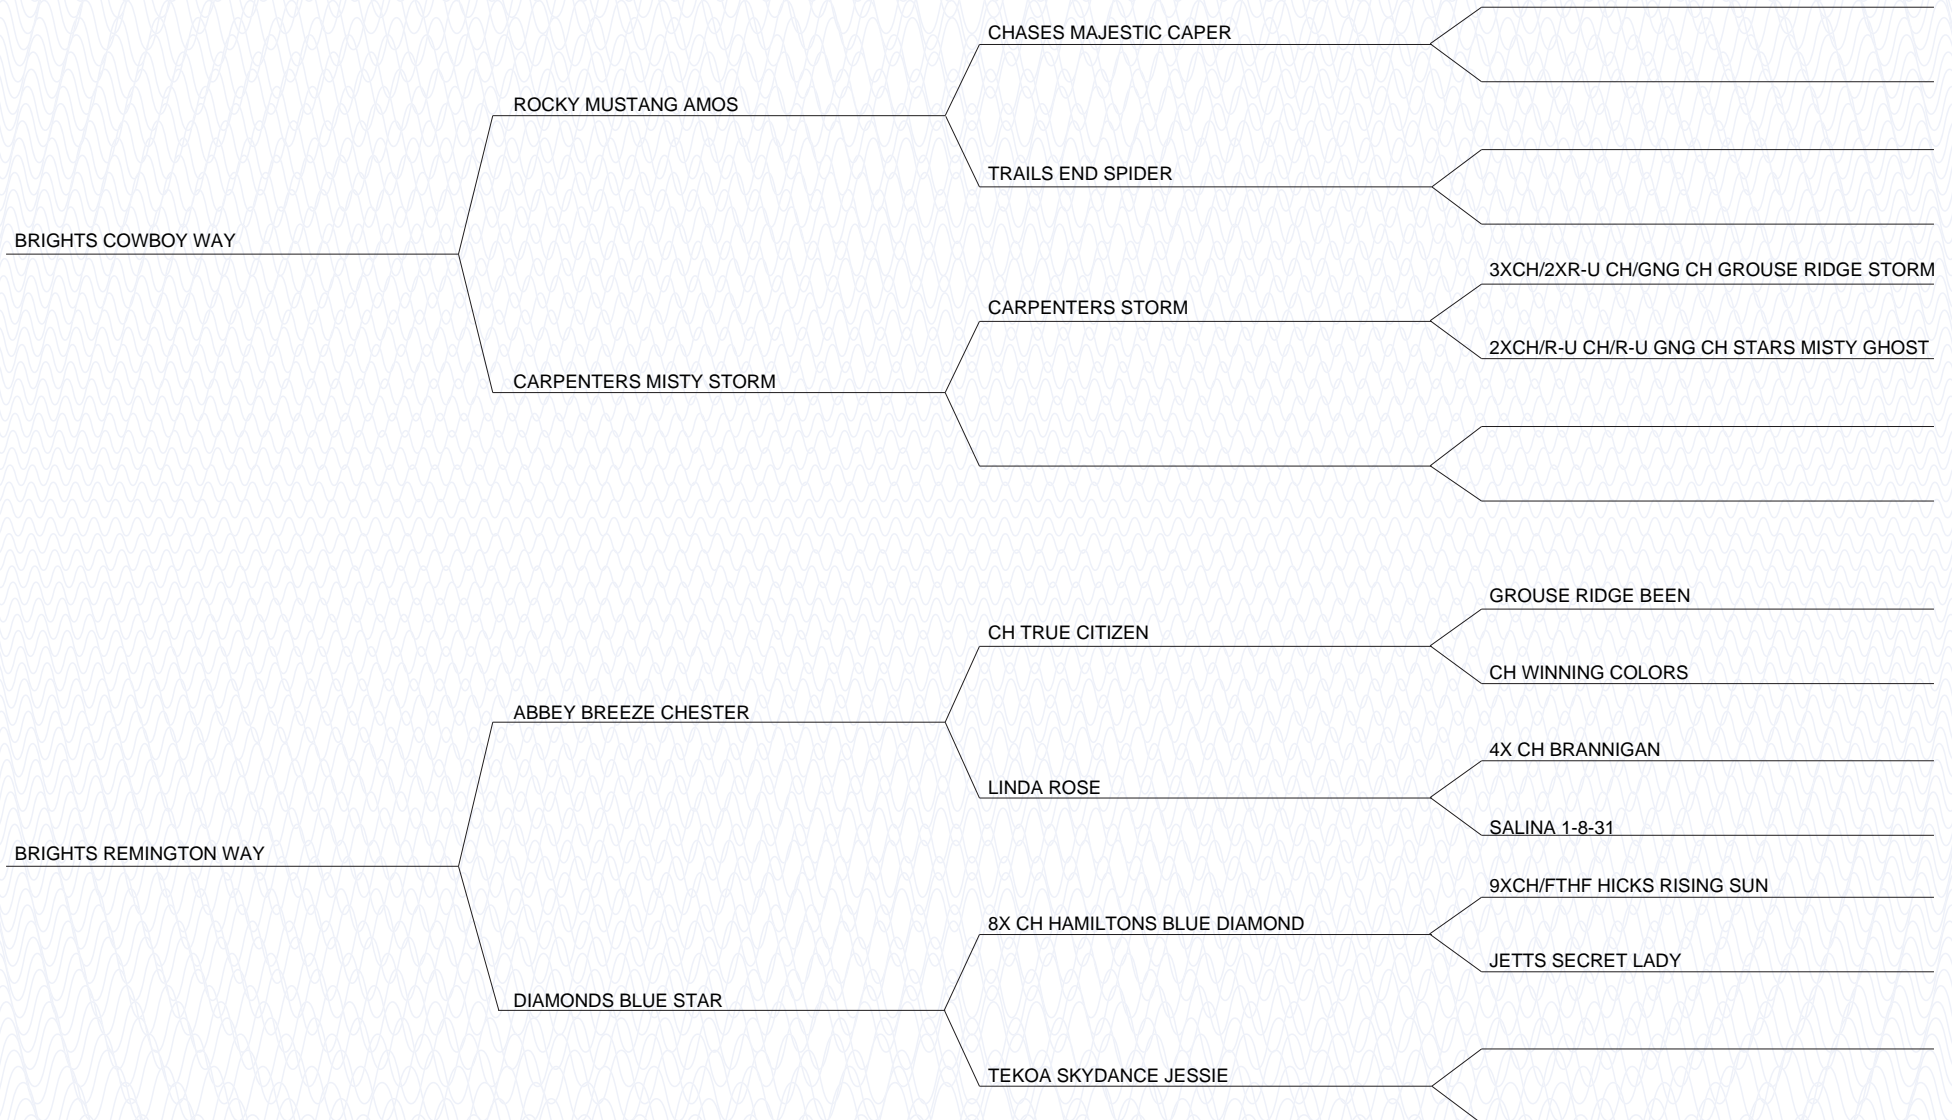 CHASES MAJESTIC CAPER
ROCKY MUSTANG AMOS
TRAILS END SPIDER
BRIGHTS COWBOY WAY
3XCH/2XR-U CH/GNG CH GROUSE RIDGE STORM
CARPENTERS STORM
2XCH/R-U CH/R-U GNG CH STARS MISTY GHOST
CARPENTERS MISTY STORM
GROUSE RIDGE BEEN
CH TRUE CITIZEN
CH WINNING COLORS
ABBEY BREEZE CHESTER
4X CH BRANNIGAN
LINDA ROSE
SALINA 1-8-31
BRIGHTS REMINGTON WAY
9XCH/FTHF HICKS RISING SUN
8X CH HAMILTONS BLUE DIAMOND
JETTS SECRET LADY
DIAMONDS BLUE STAR
TEKOA SKYDANCE JESSIE